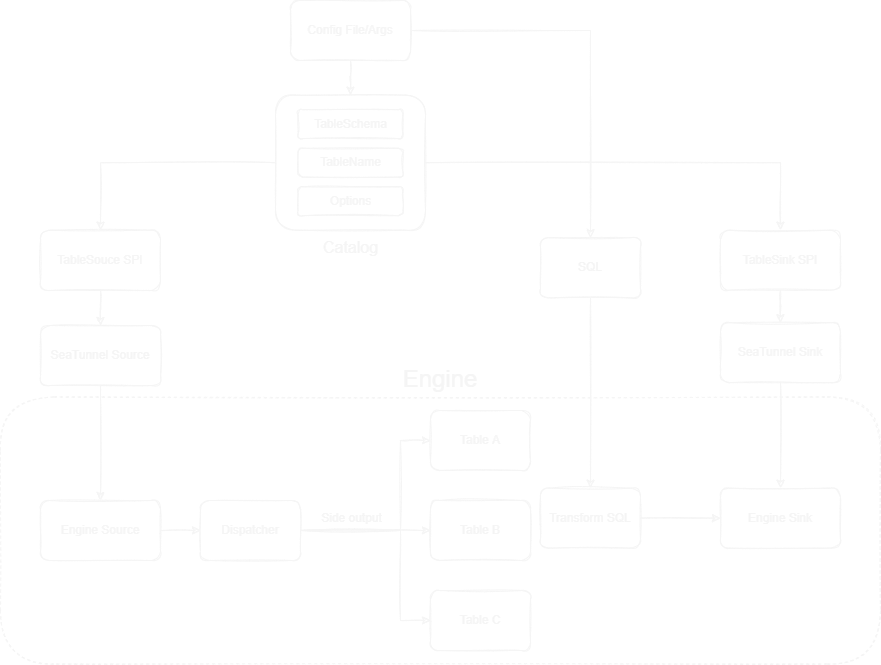 Config File/Args
TableSchema
TableName
Options
Catalog
TableSouce SPI
SQL
TableSink SPI
SeaTunnel Source
SeaTunnel Sink
Engine
Table A
Engine Source
Dispatcher
Side output
Table B
Transform SQL
Engine Sink
Table C